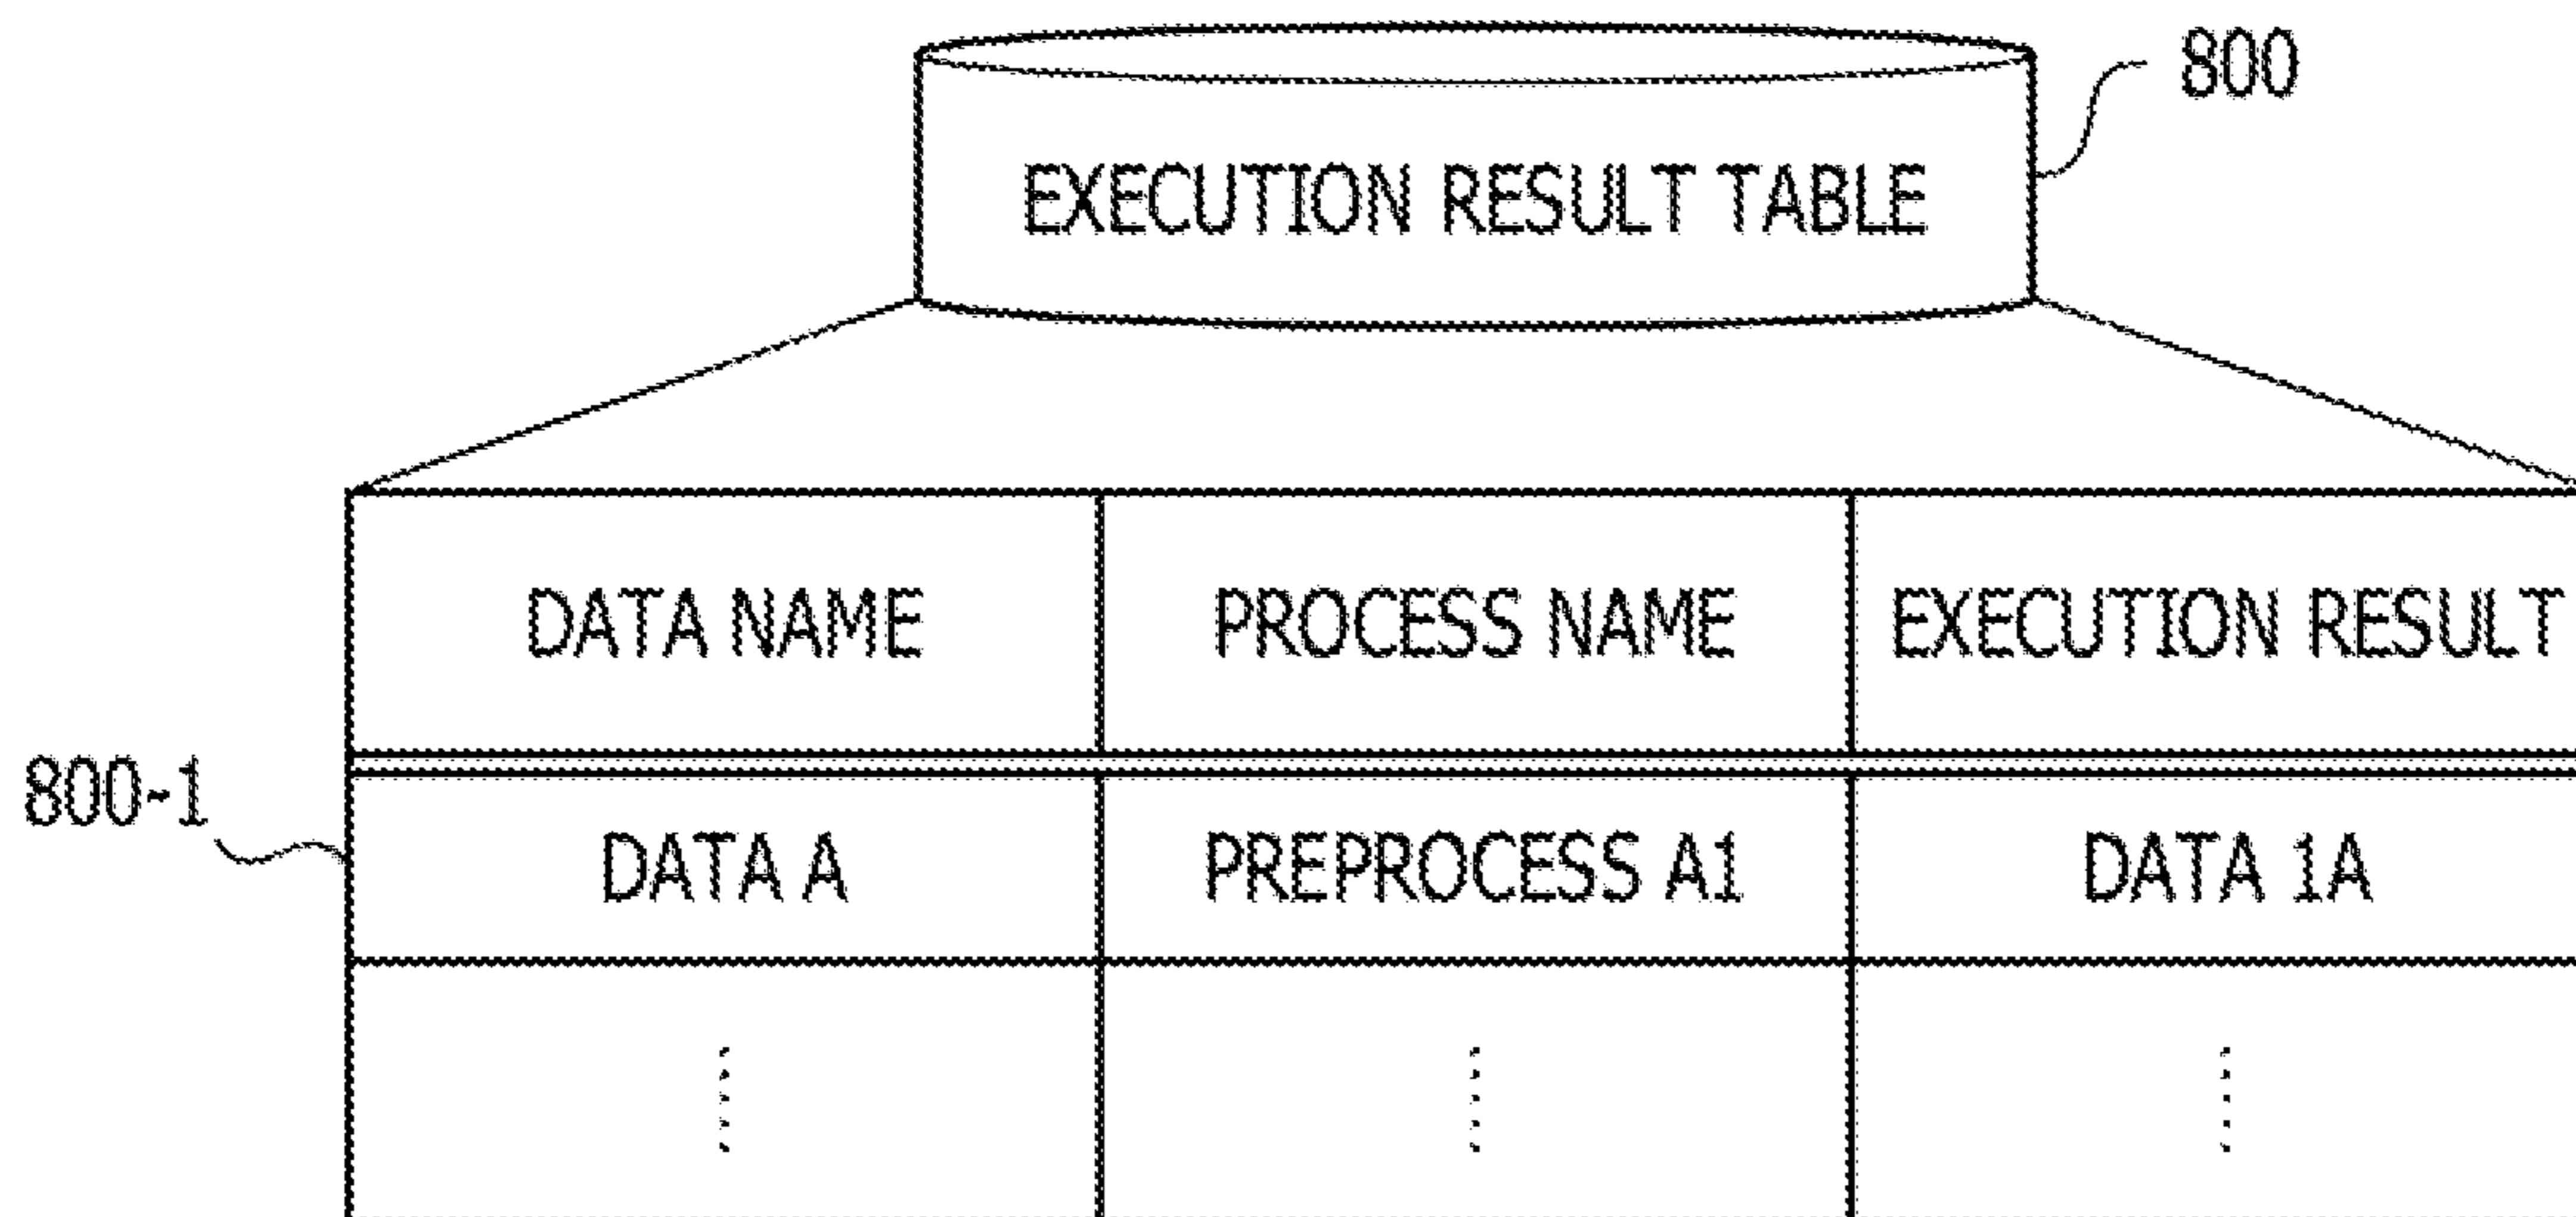 800
EXECUTION RESULT TABLE
DATA NAME PROCESS NAME EXECUTION RESULT
800-1
DATA A PREPROCESS A1 DATA 1A